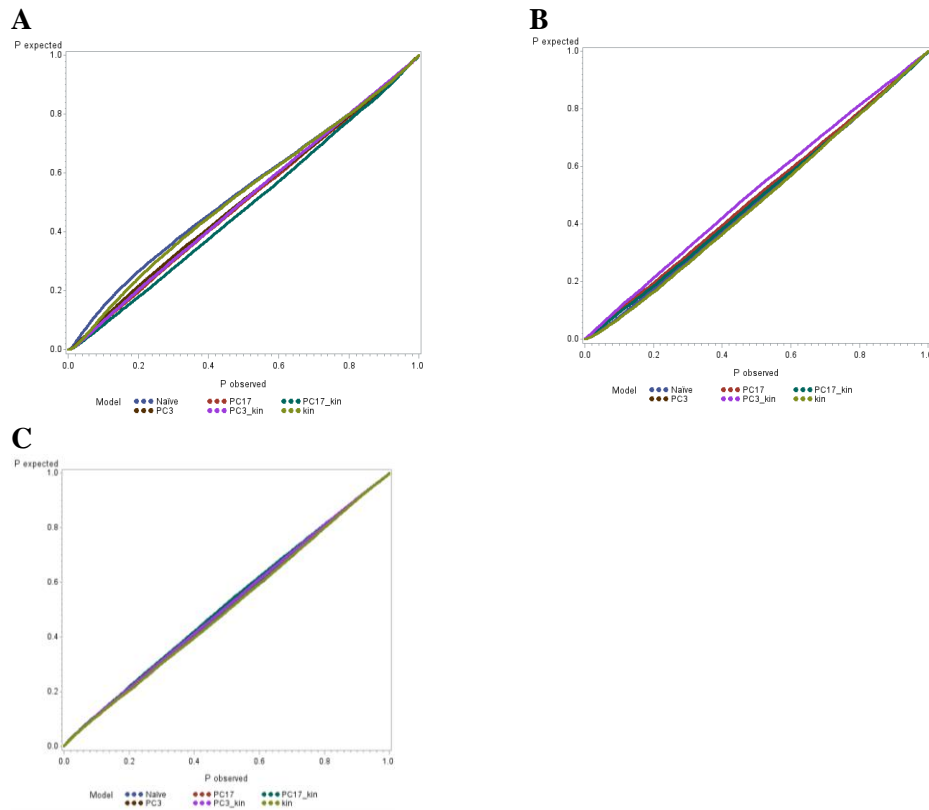 A
P expected
1.0
0.8
0.6
0.4
0.2
0.0
0.0 0.2 0.4 0.6 0.8 1.0
P observed
Model Naïve PC17 PC17_kin
PC3 PC3_kin kin
B
P expected
1.0
0.8
0.6
0.4
0.2
0.0
0.0 0.2 0.4 0.6 0.8 1.0
P observed
Model Naïve PC17 PC17_kin
PC3 PC3_kin kin
C
P expected
1.0
0.8
0.6
0.4
0.2
0.0
0.0 0.2 0.4 0.6 0.8 1.0
P observed
Model Naïve PC17 PC17_kin
PC3 PC3_kin kin